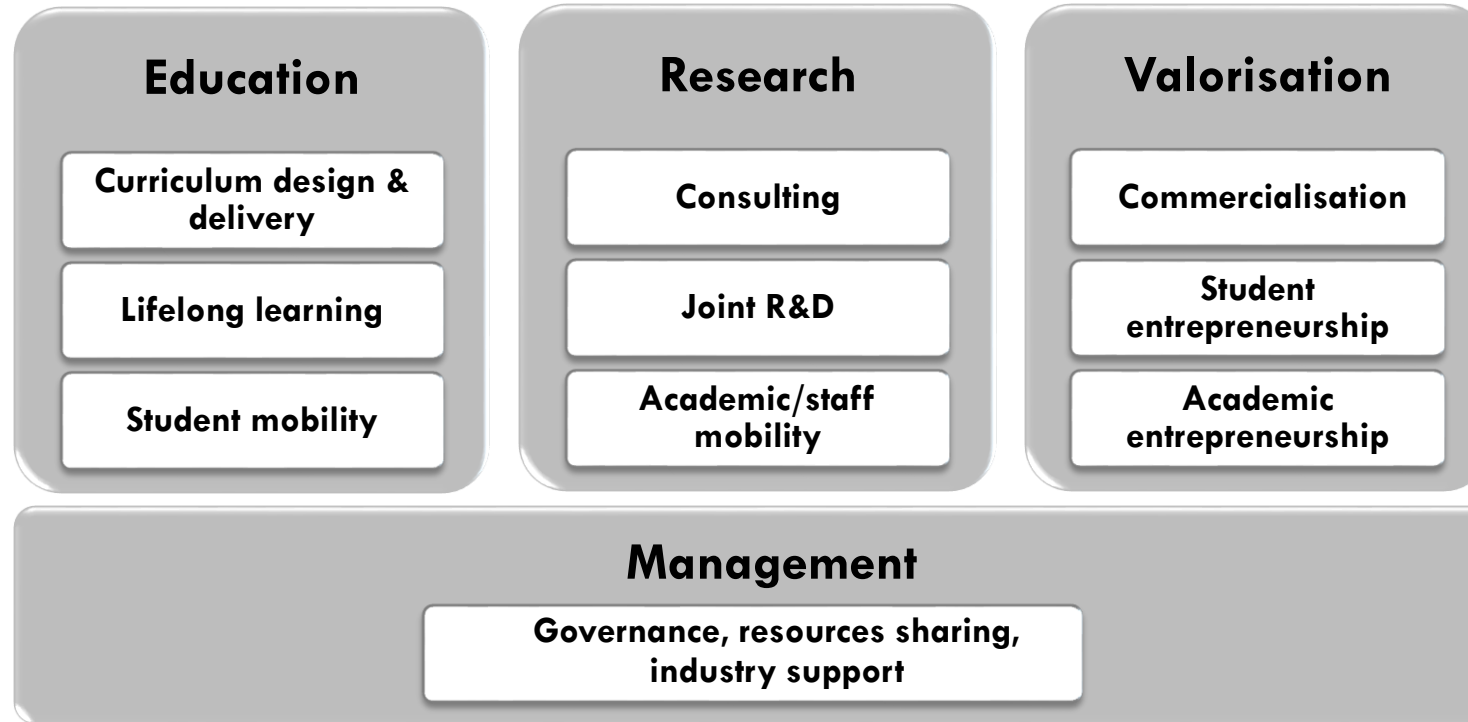 Education
Curriculum design &
delivery
Lifelong learning
Student mobility
Research
Consulting
Joint R&D
Academic/staff
mobility
Valorisation
Commercialisation
Student
entrepreneurship
Academic
entrepreneurship
Management
Governance, resources sharing,
industry support